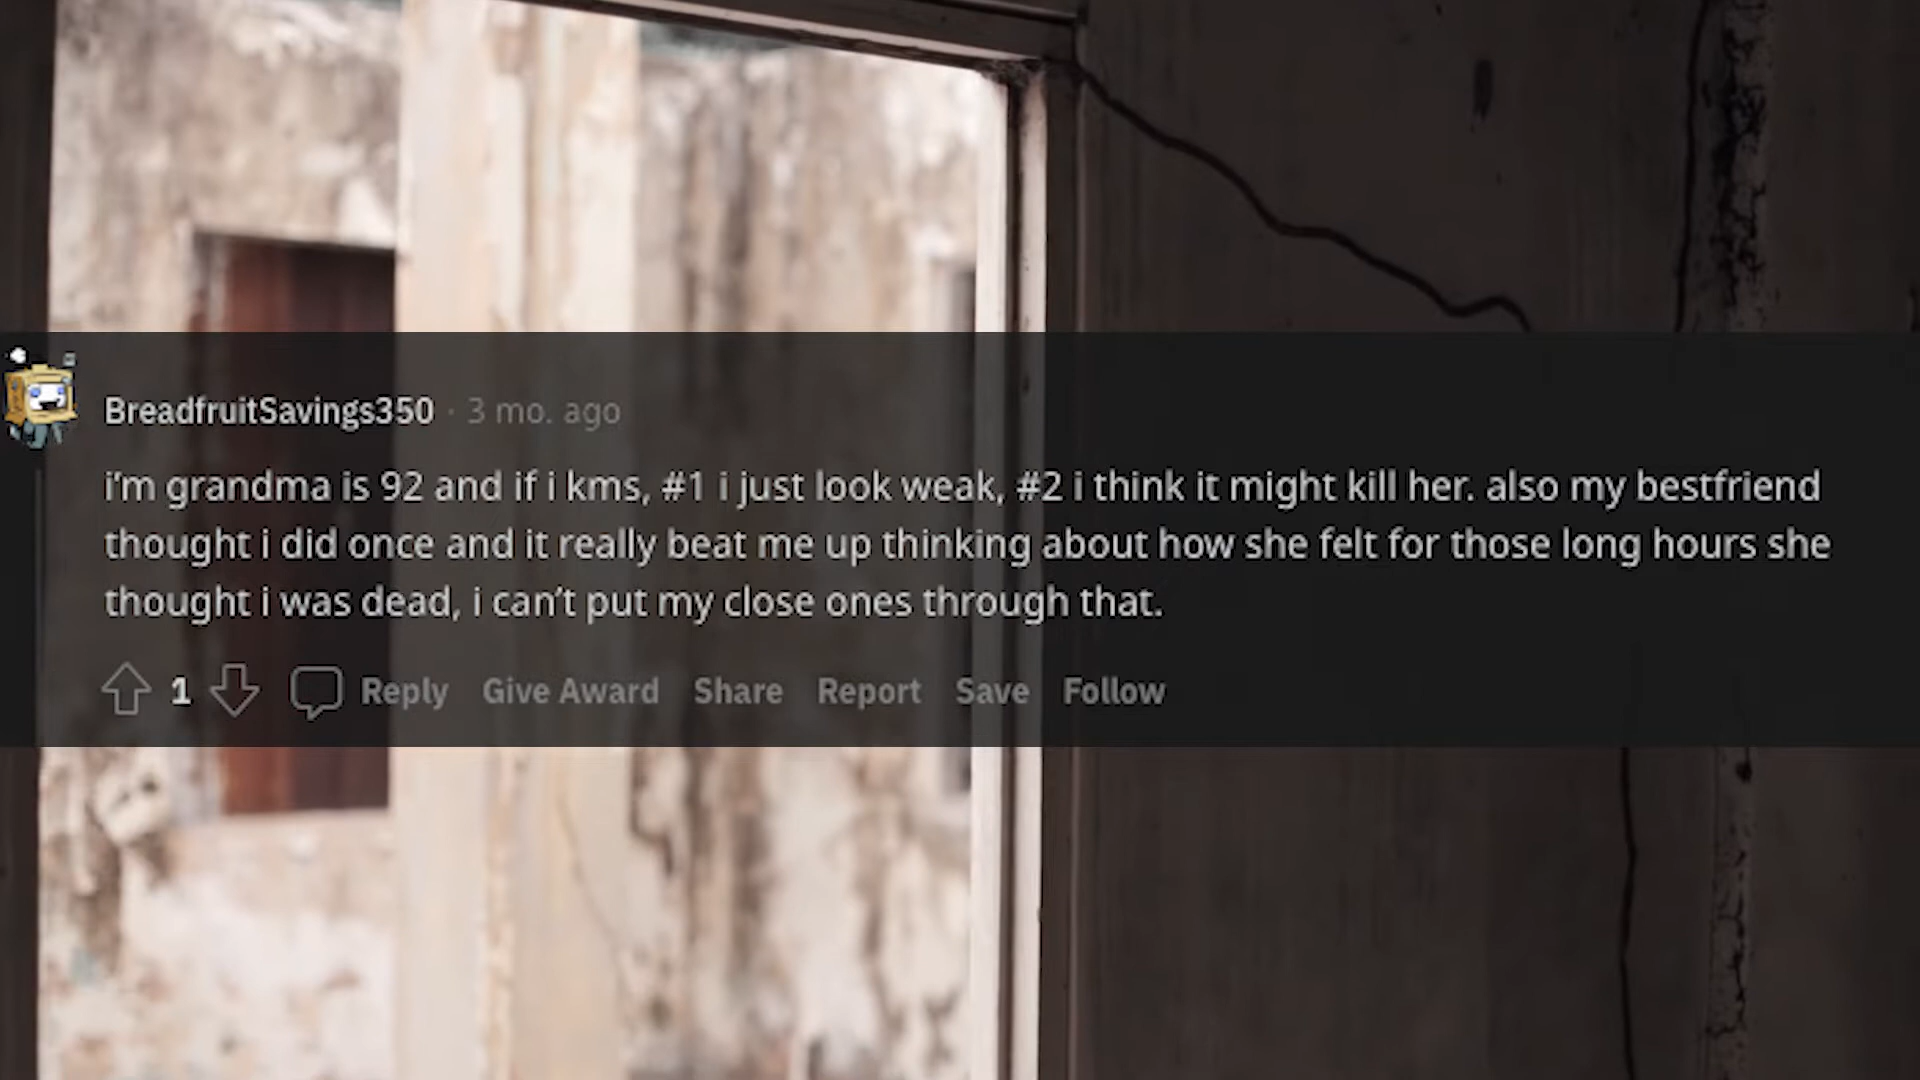 BreadfruitSavings350 · 3 mo. ago
i'm grandma is 92 and if i kms, #1 i just look weak, #2 i think it might kill her. also my bestfriend
thought i did once and it really beat me up thinking about how she felt for those long hours she
thought i was dead, i can't put my close ones through that.
1 Reply Give Award Share Report Save Follow